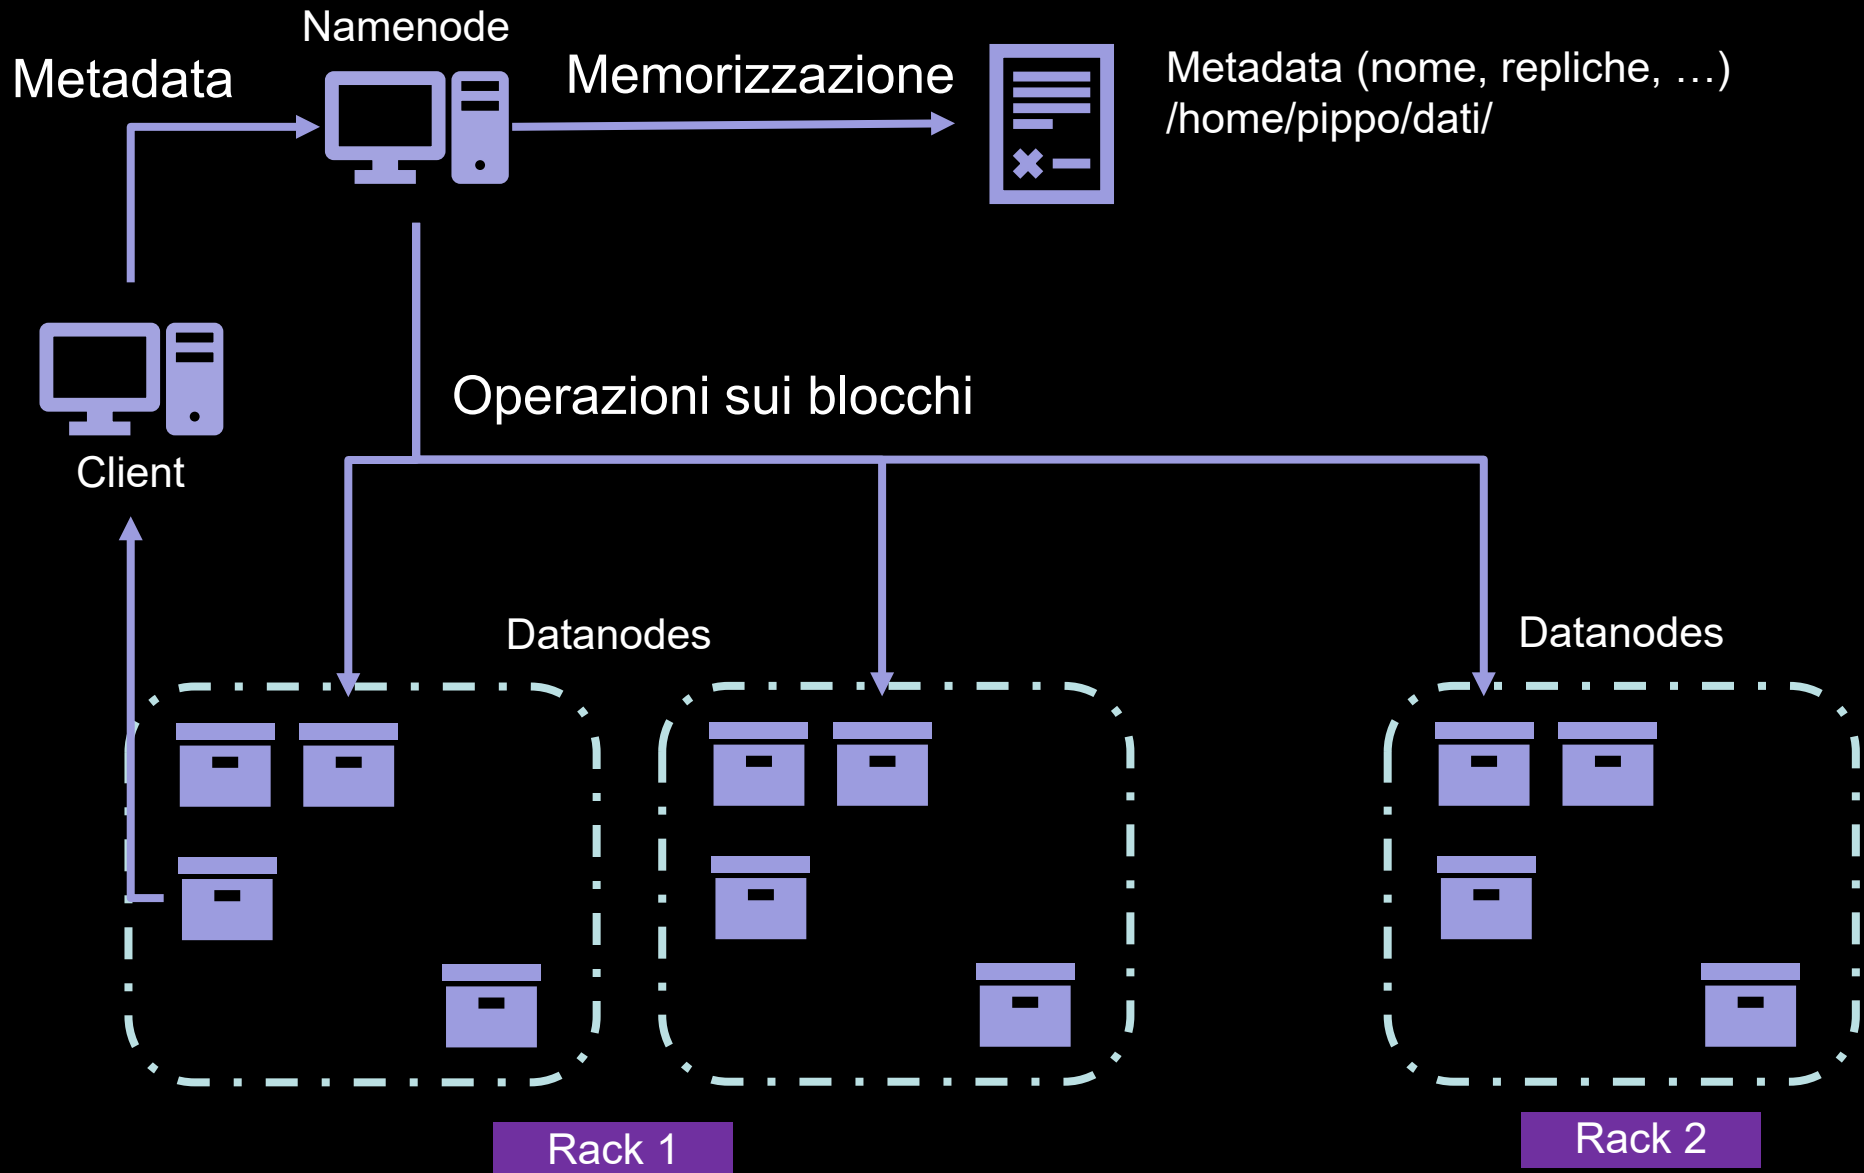 Namenode
Metadata
Memorizzazione
Metadata (nome, repliche, …)
/home/pippo/dati/
Operazioni sui blocchi
Client
Datanodes
Datanodes
Rack 1
Rack 2